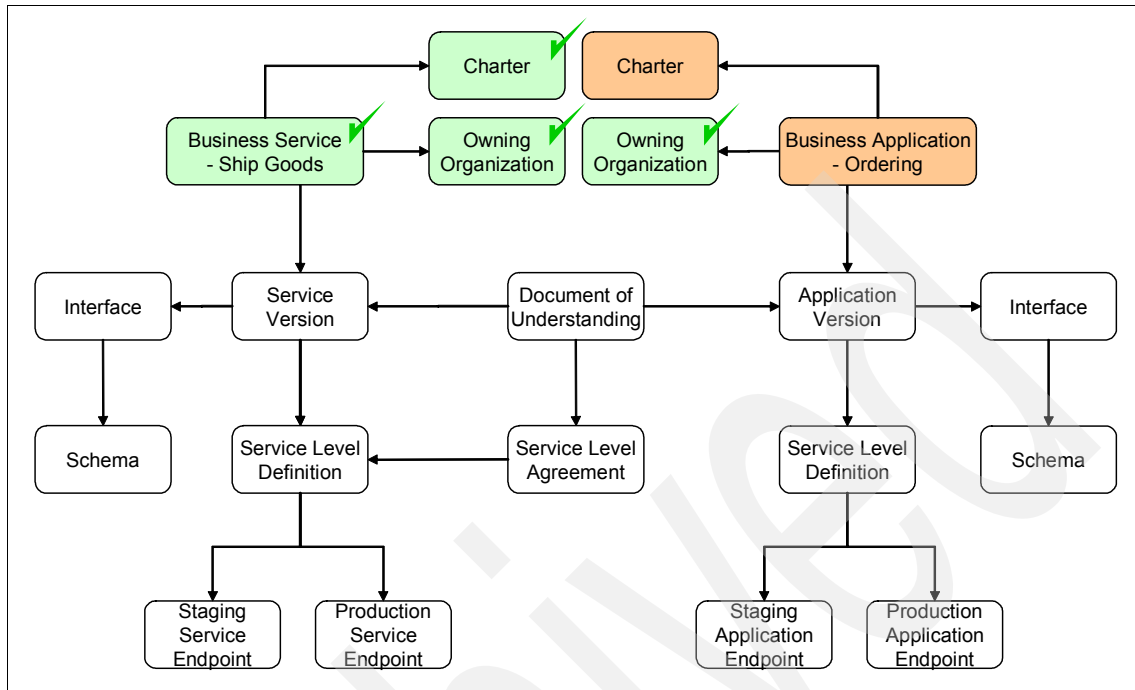 Charter
Charter
Business Service
- Ship Goods
Owning
Organization
Owning
Organization
Business Application
- Ordering
Interface
Service
Version
Document of
Understanding
Application
Version
Interface
Schema
Service Level
Definition
Service Level
Agreement
Service Level
Definition
Schema
Staging
Service
Endpoint
Production
Service
Endpoint
Staging
Application
Endpoint
Production
Application
Endpoint